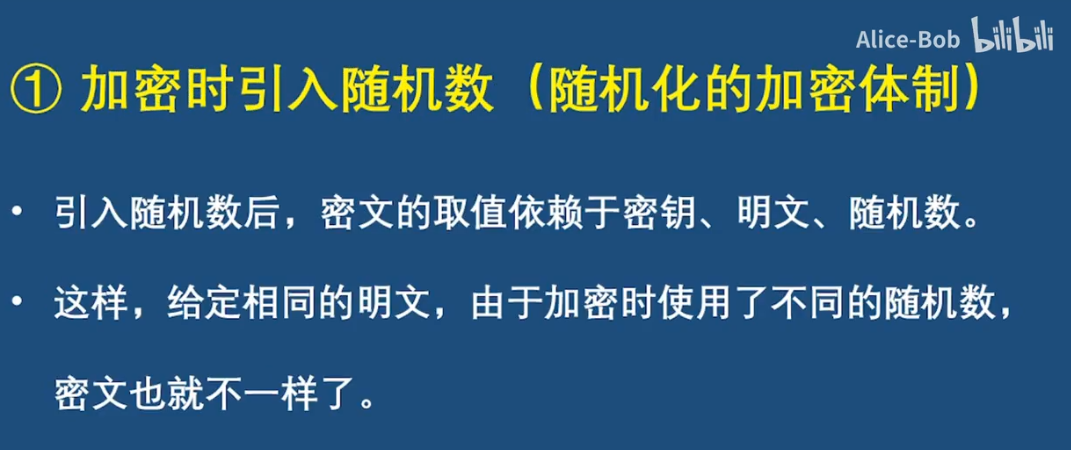 Alice-Bob bilibili
① 加密时引入随机数（随机化的加密体制）
• 引入随机数后，密文的取值依赖于密钥、明文、随机数。
• 这样，给定相同的明文，由于加密时使用了不同的随机数，
密文也就不一样了。